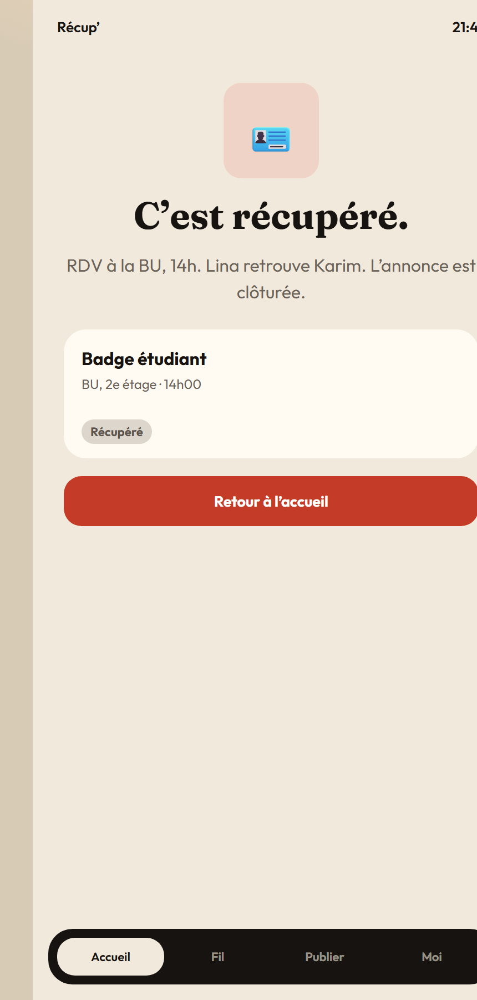 Récup’
21:4
C’est récupéré.
RDV à la BU, 14h. Lina retrouve Karim. L’annonce est
clôturée.
Badge étudiant
BU, 2e étage · 14h00
Récupéré
Retour à l’accueil
Accueil
Fil
Publier
Moi